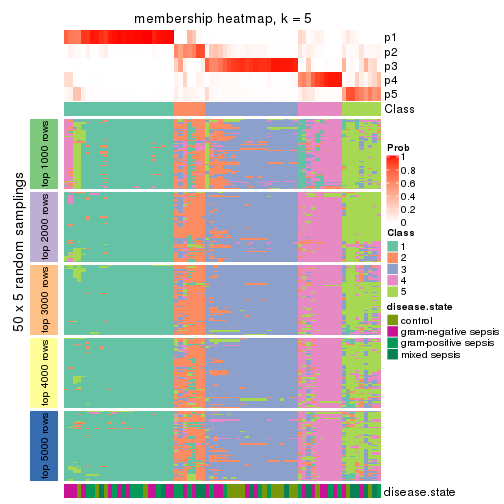 membership heatmap, k = 5
p1
p2
p3
p4
p5
Class
50 x 5 random samplings
top 1000 rows
top 2000 rows
top 3000 rows
top 4000 rows
top 5000 rows
Prob
1
0.8
0.6
0.4
0.2
0
Class
1
2
3
4
5
disease.state
control
gram-negative sepsis
gram-positive sepsis
mixed sepsis
disease.state